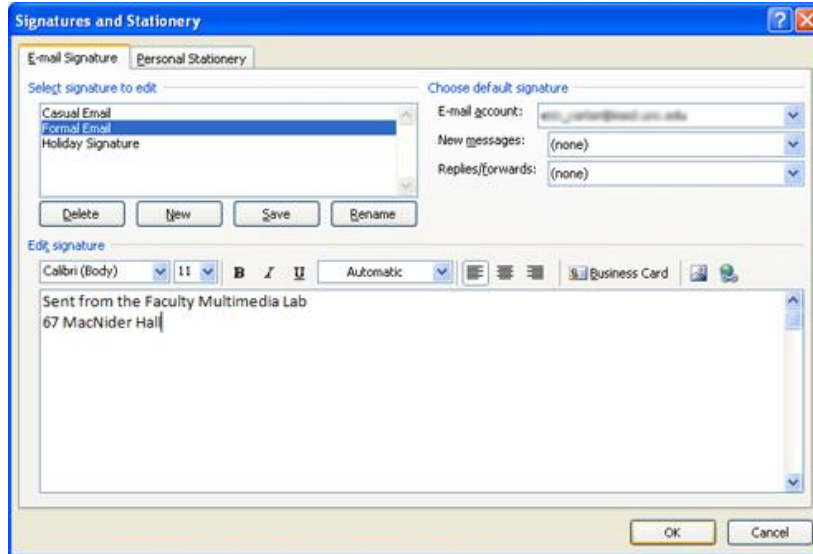 Signatures and Stationery
E-mail Signature
Personal Stationery
Select signature to edit
Casual Email
Formal Email
Holiday Signature
Delete
New
Save
Rename
Choose default signature
E-mail account:
New messages:
(none)
Replies/forwards:
(none)
Edit signature
Calibri (Body)
11
B
I
U
Automatic
Business Card
Sent from the Faculty Multimedia Lab
67 MacNider Hall
OK
Cancel